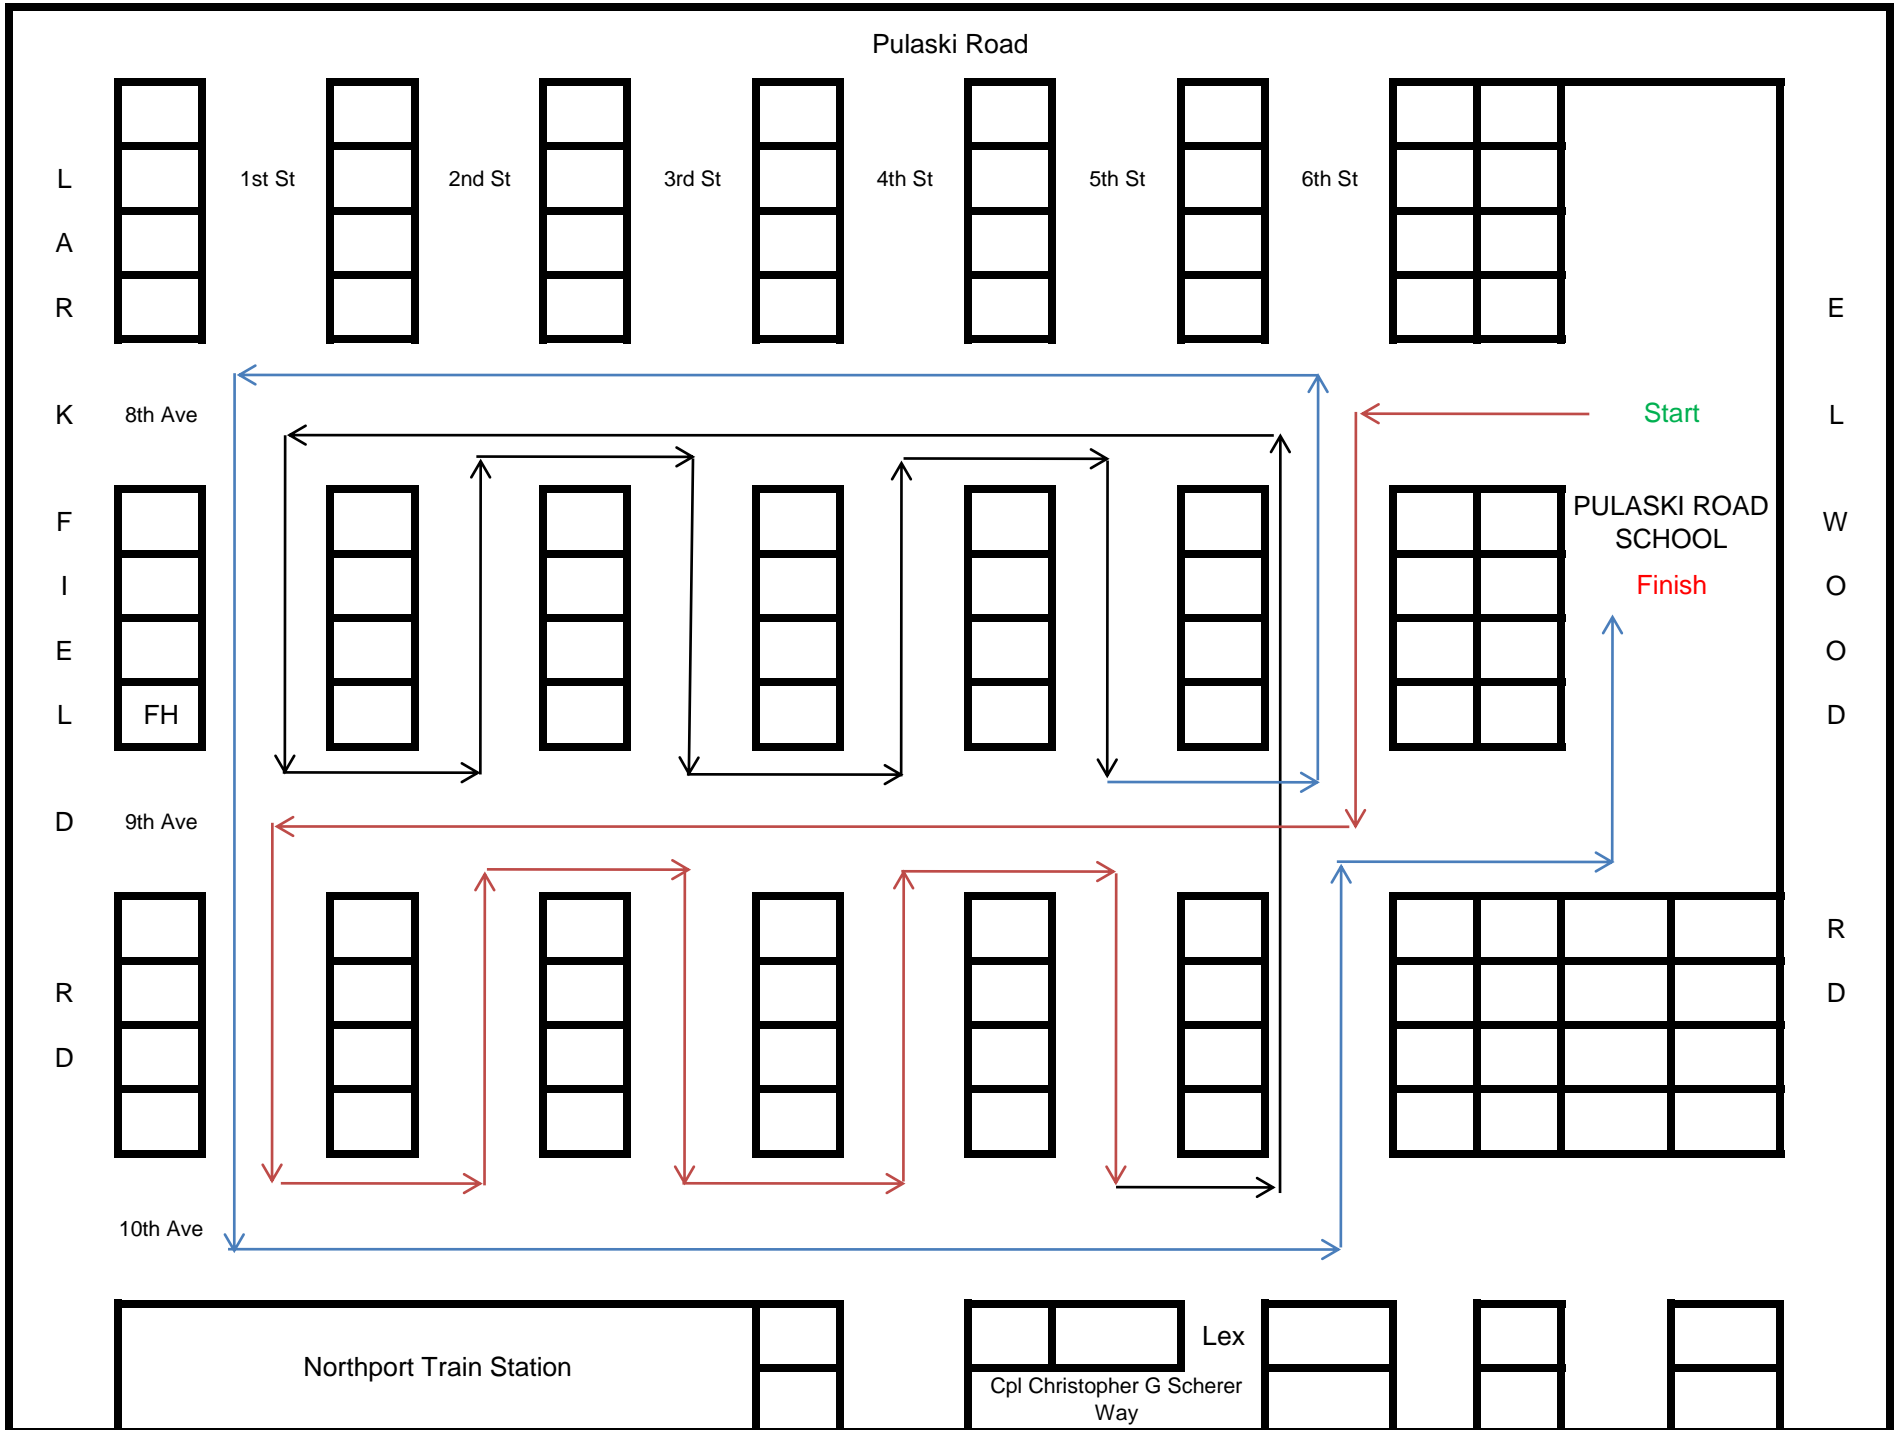 Pulaski Road
L
A
R
K
F
I
E
L
D
R
D
1st St
2nd St
3rd St
4th St
5th St
6th St
8th Ave
Start
PULASKI ROAD
SCHOOL
Finish
FH
9th Ave
10th Ave
E
L
W
O
O
D
R
D
Northport Train Station
Lex
Cpl Christopher G Scherer
Way